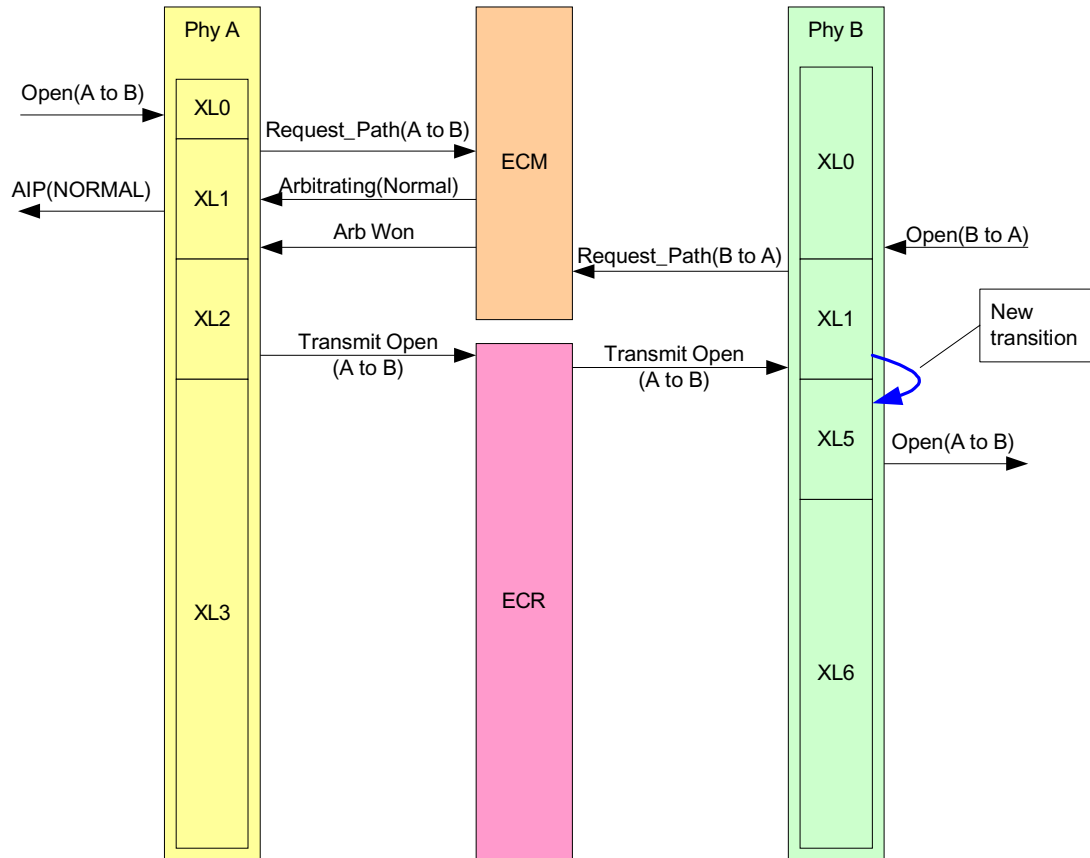 Phy A
Phy B
Open(A to B)
XL0
Request_Path(A to B)
ECM
XL0
AIP(NORMAL)
XL1
Arbitrating(Normal)
Arb Won
Open(B to A)
Request_Path(B to A)
XL2
XL1
New
transition
Transmit Open
(A to B)
Transmit Open
(A to B)
XL5
Open(A to B)
ECR
XL3
XL6